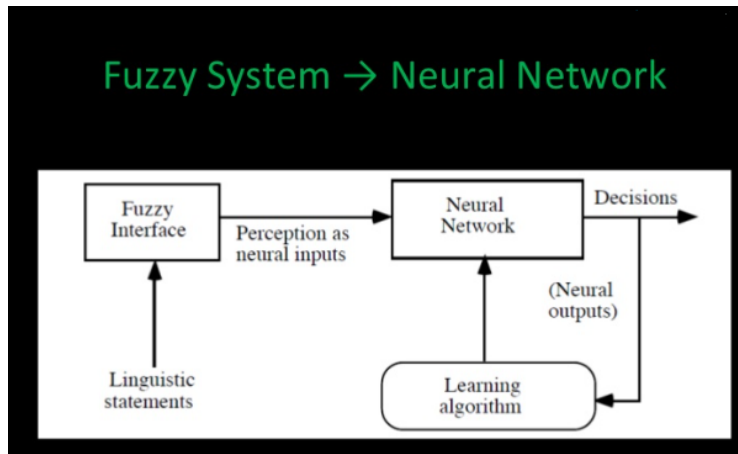 Fuzzy System → Neural Network
Fuzzy
Interface
Perception as
neural inputs
Neural
Network
Decisions
(Neural
outputs)
Linguistic
statements
Learning
algorithm